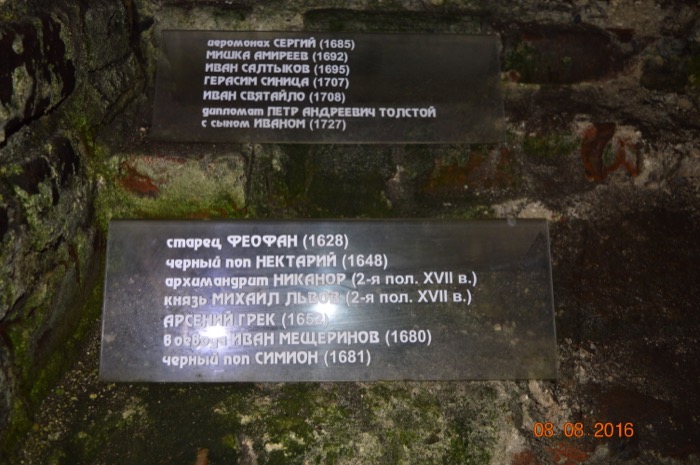 иеромонах СЕРГИЙ (1685)
МИШКА АМИРЕЕВ (1692)
ИВАН САЛТЫКОВ (1695)
ГЕРАСИМ СИНИЦА (1707)
ИВАН СВЯТАЙЛО (1708)
дипломат ПЕТР АНДРЕЕВИЧ ТОЛСТОЙ
с сыном ИВАНОМ (1727)
старец ФЕОФАН (1628)
черный поп НЕКТАРИЙ (1648)
архимандрит НИКАНОР (2-я пол. XVII в.)
князь МИХАИЛ ЛЬВОВ (2-я пол. XVII в.)
АРСЕНИЙ ГРЕК
ИВАН МЕЩЕРИНОВ (1680)
черный поп СИМИОН (1681)
08 08 2016